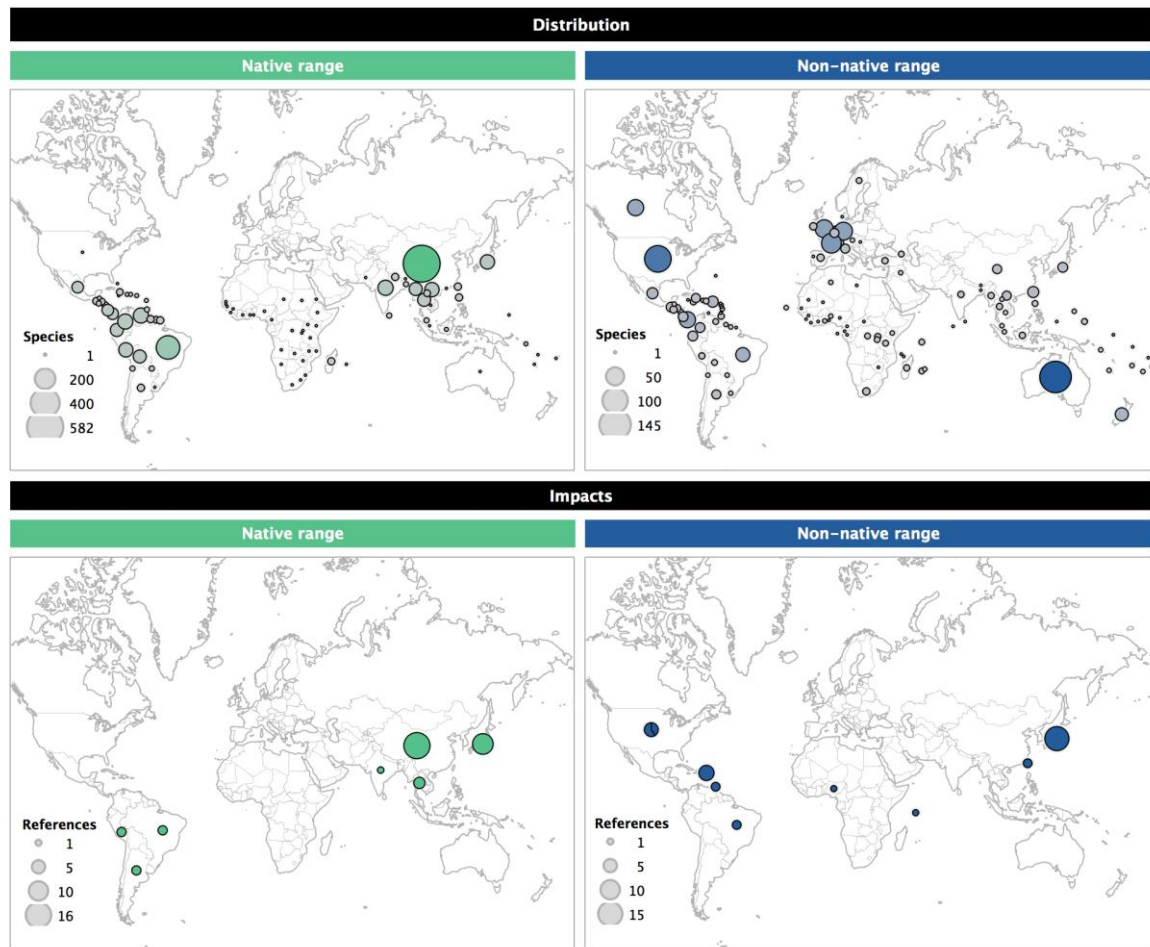 Distribution
Native range
Non-native range
Species
1
200
400
582
Species
1
50
100
145
Impacts
Native range
Non-native range
References
1
5
10
16
References
1
5
10
15